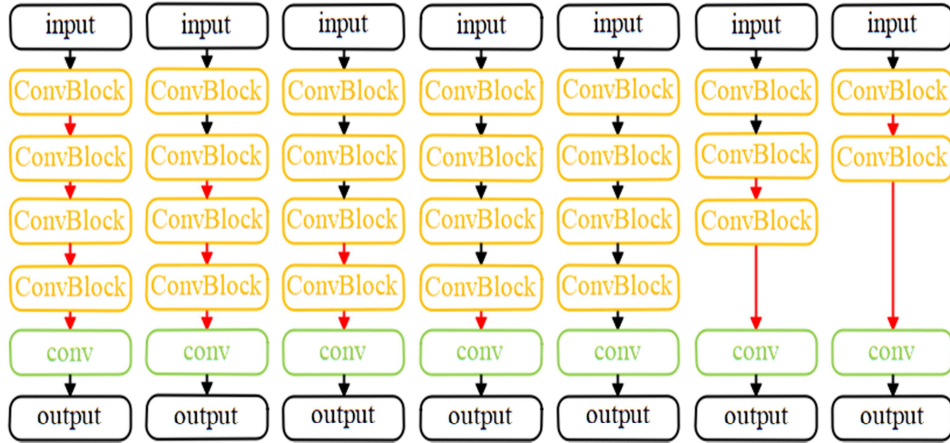 input input input input input input input
ConvBlock ConvBlock ConvBlock ConvBlock ConvBlock ConvBlock ConvBlock
ConvBlock ConvBlock ConvBlock ConvBlock ConvBlock ConvBlock ConvBlock
ConvBlock ConvBlock ConvBlock ConvBlock ConvBlock ConvBlock
ConvBlock ConvBlock ConvBlock ConvBlock ConvBlock
conv conv conv conv conv conv conv
output output output output output output output